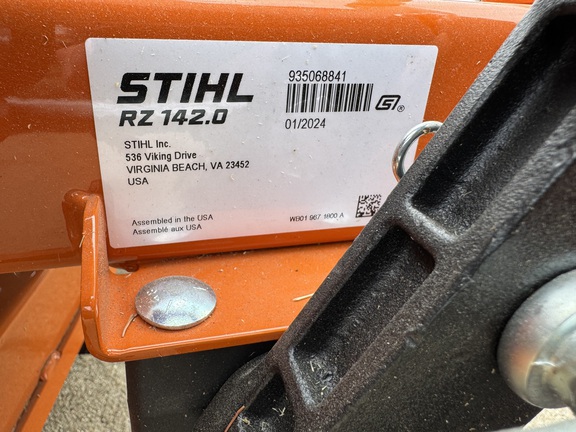 STIHL
RZ 142.0
STIHL Inc.
536 Viking Drive
VIRGINIA BEACH, VA 23452
USA
Assembled in the USA
Assemblé aux USA
935068841
01/2024
WB01 967 1600 A